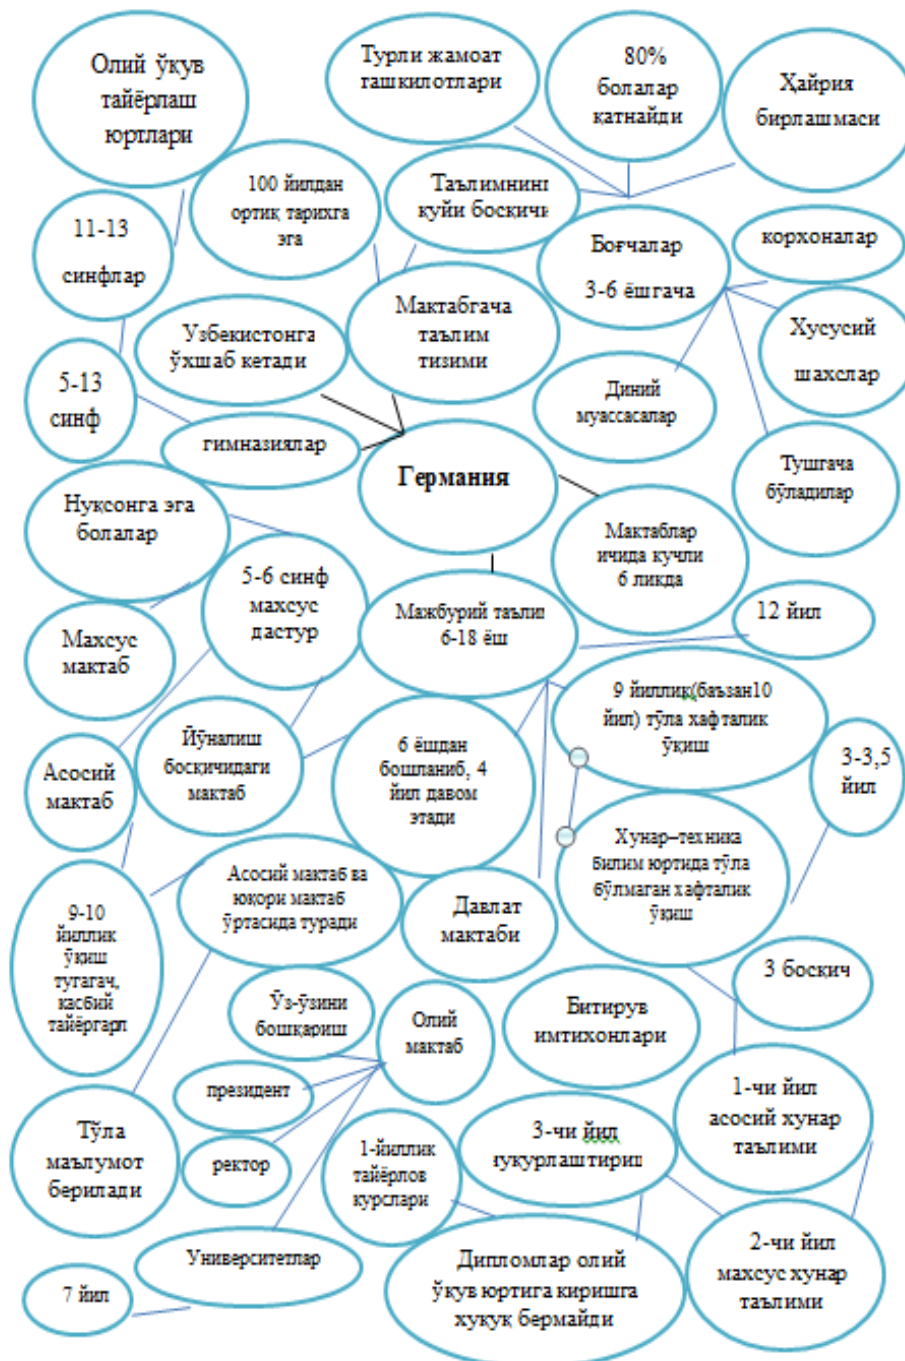 Олий ўқув
тайёрлаш
юртлари
Турли жамоат
ташкилотлари
80%
болалар
қатнайди
Ҳайрия
бирлашмаси
100 йилдан
ортиқ тарихга
эга
Таълимнинг
қуйи босқичи
11-13
синфлар
Боғчалар
3-6 ёшгача
корхоналар
Узбекистонга
ўхшаб кетади
Мактабгача
таълим
тизими
Хусусий
шахслар
5-13
синф
Диний
муассасалар
гимназиялар
Германия
Тушгача
бўладилар
Нуқсонга эга
болалар
Мактаблар
ичида кучли
6 ликда
5-6 синф
махсус
дастур
Мажбурий таълим
6-18 ёш
12 йил
Махсус
мактаб
9 йиллик(баъзан10
йил) тўла хафталик
ўқиш
Йўналиш
босқичидаги
мактаб
6 ёшдан
бошланиб, 4
йил давом
этади
3-3,5
йил
Асосий
мактаб
Хунар–техника
билим юртида тўла
бўлмаган хафталик
ўқиш
Асосий мактаб ва
юқори мактаб
ўртасида туради
Давлат
мактаби
9-10
йиллик
ўқиш
тугагач,
касбий
тайёргарл
3 босқич
Ўз-ўзини
бошқариш
Олий
мактаб
Битирув
имтихонлари
президент
1-чи йил
асосий хунар
таълими
Тўла
маълумот
берилади
ректор
1-йиллик
тайёрлов
курслари
3-чи йил
чуқурлаштириш
Университетлар
Дипломлар олий
ўқув юртига киришга
хуқуқ бермайди
2-чи йил
махсус хунар
таълими
7 йил